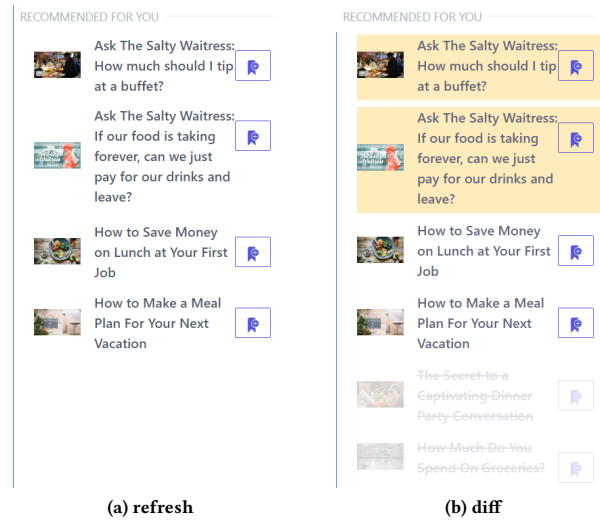 RECOMMENDED FOR YOU
Ask The Salty Waitress:
How much should I tip
at a buffet?
Ask The Salty Waitress:
If our food is taking
forever, can we just
pay for our drinks and
leave?
How to Save Money
on Lunch at Your First
Job
How to Make a Meal
Plan For Your Next
Vacation
(a) refresh
RECOMMENDED FOR YOU
Ask The Salty Waitress:
How much should I tip
at a buffet?
Ask The Salty Waitress:
If our food is taking
forever, can we just
pay for our drinks and
leave?
How to Save Money
on Lunch at Your First
Job
How to Make a Meal
Plan For Your Next
Vacation
The Secret to a
Captivating Dinner
Party Conversation
How Much Do You
Spend On Groceries?
(b) diff